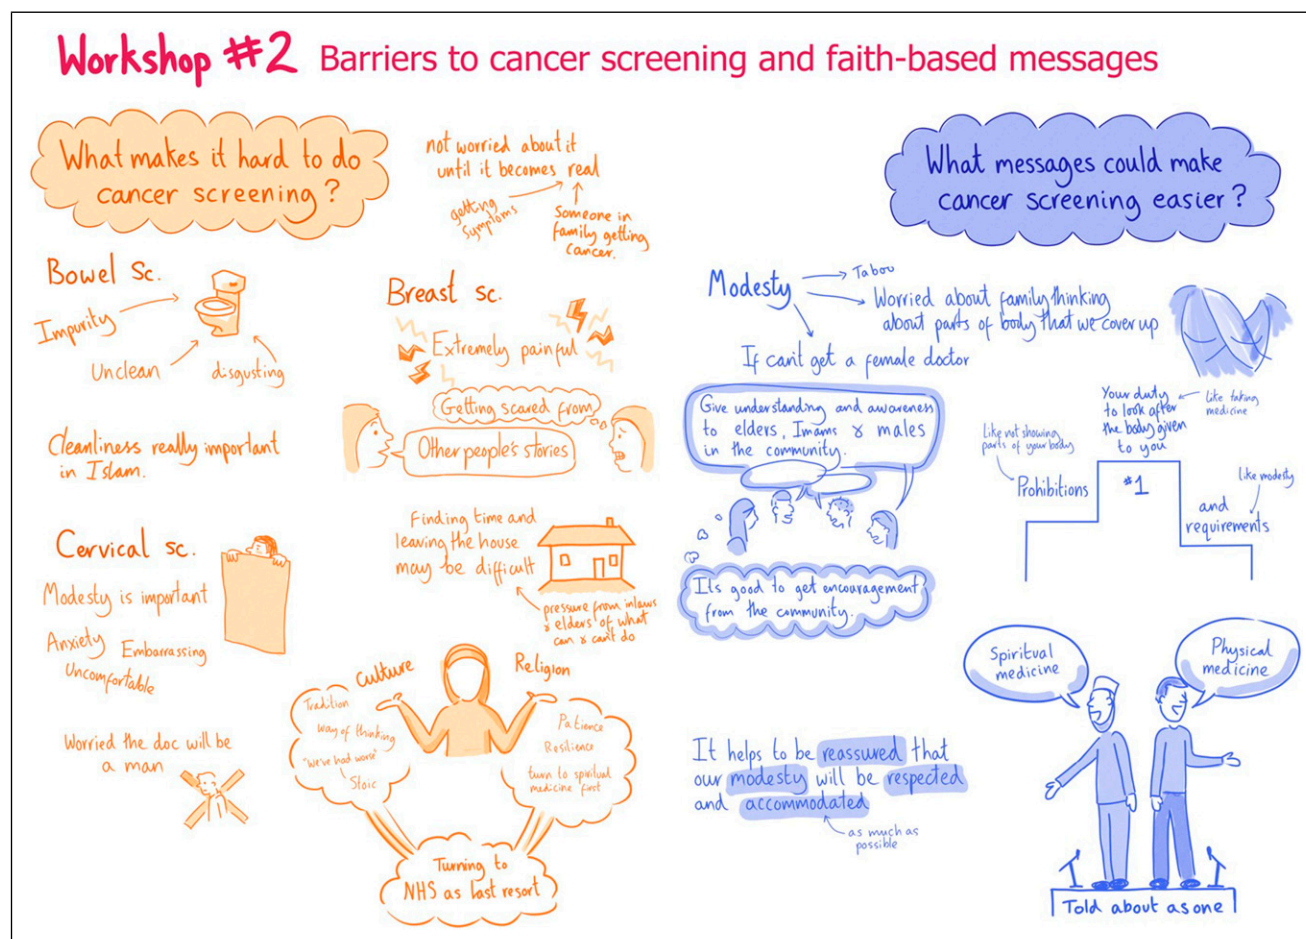 Workshop #2 Barriers to cancer screening and faith-based messages
What makes it hard to do
cancer screening?
not worried about it
until it becomes real
getting
symptoms
Someone in
family getting
cancer.
Bowel Sc.
Impurity
Unclean
disgusting
Cleanliness really important
in Islam.
Breast sc.
Extremely painful
Getting scared from
Other people's stories
Cervical sc.
Modesty is important
Anxiety
Embarrassing
Uncomfortable
Worried the doc will be
a man
Finding time and
leaving the house
may be difficult
pressure from inlaws
& elders of what
can & can't do
Culture
Religion
Tradition
way of thinking
"We've had worse"
Stoic
Patience
Resilience
turn to spiritual
medicine first
Turning to
NHS as last resort
What messages could make
cancer screening easier?
Modesty
Taboo
Worried about family thinking
about parts of body that we cover up
If can't get a female doctor
Give understanding and awareness
to elders, Imams & males
in the community.
Its good to get encouragement
from the community.
Your duty
to look after
the body given
to you
like taking
medicine
Like not showing
parts of your body
Prohibitions
#1
Like modesty
and
requirements
It helps to be reassured that
our modesty will be respected
and accommodated
as much as
possible
Spiritual
medicine
Physical
medicine
Told about as one